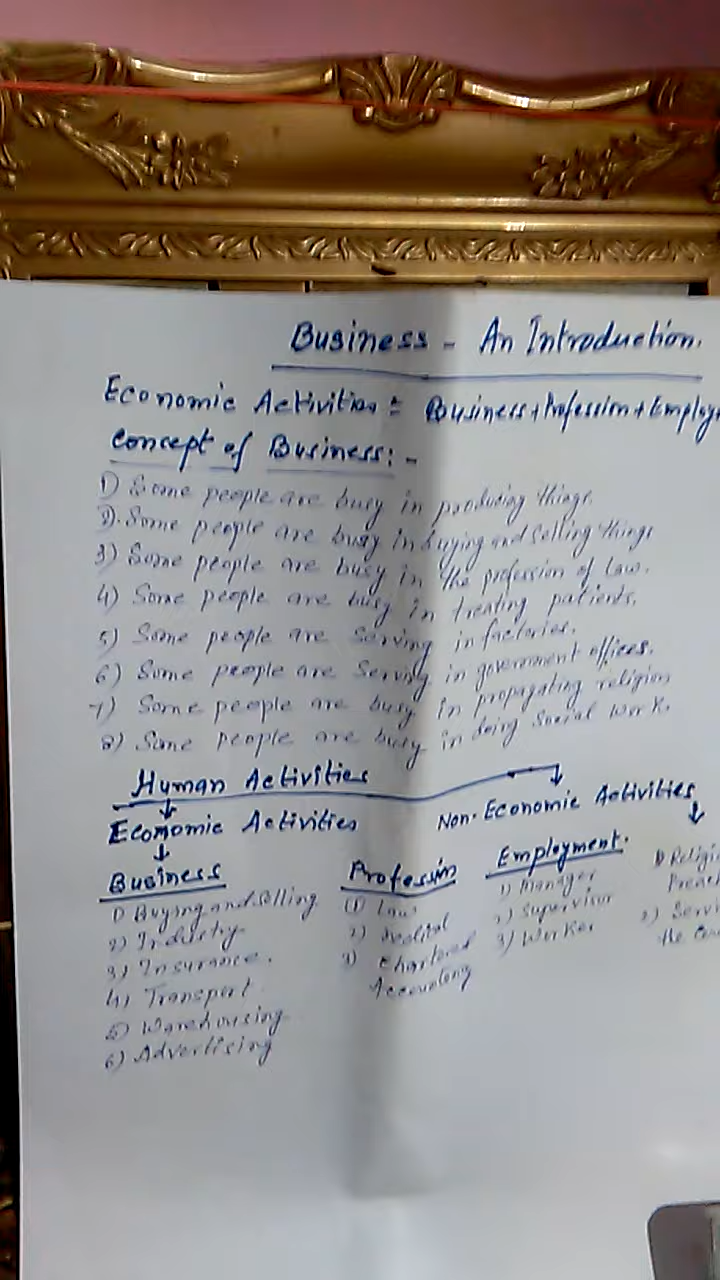 Business - An Introduction.
Economic Activities = Business + Profession + Employ
Concept of Business: -
1) Some people are busy in producing things.
2). Some people are busy in buying and selling things
3) Some people are busy in the profession of Law.
4) Some people are busy in treating patients.
5) Some people are serving in factories.
6) Some people are serving in government offices.
7) Some people are busy in propagating religion
8) Some people are busy in doing Social work.
Human Activities
Economic Activities Non-Economic Activities
Business Profession Employment.
1) Buying and selling (1) Law 1) Manager 1) Religi
2) Industry 2) Medical 2) Supervisor Preach
3) Insurance. 3) Chartered 3) Worker 2) Servi
4) Transport Accountany the
5) Warehousing
6) Advertising